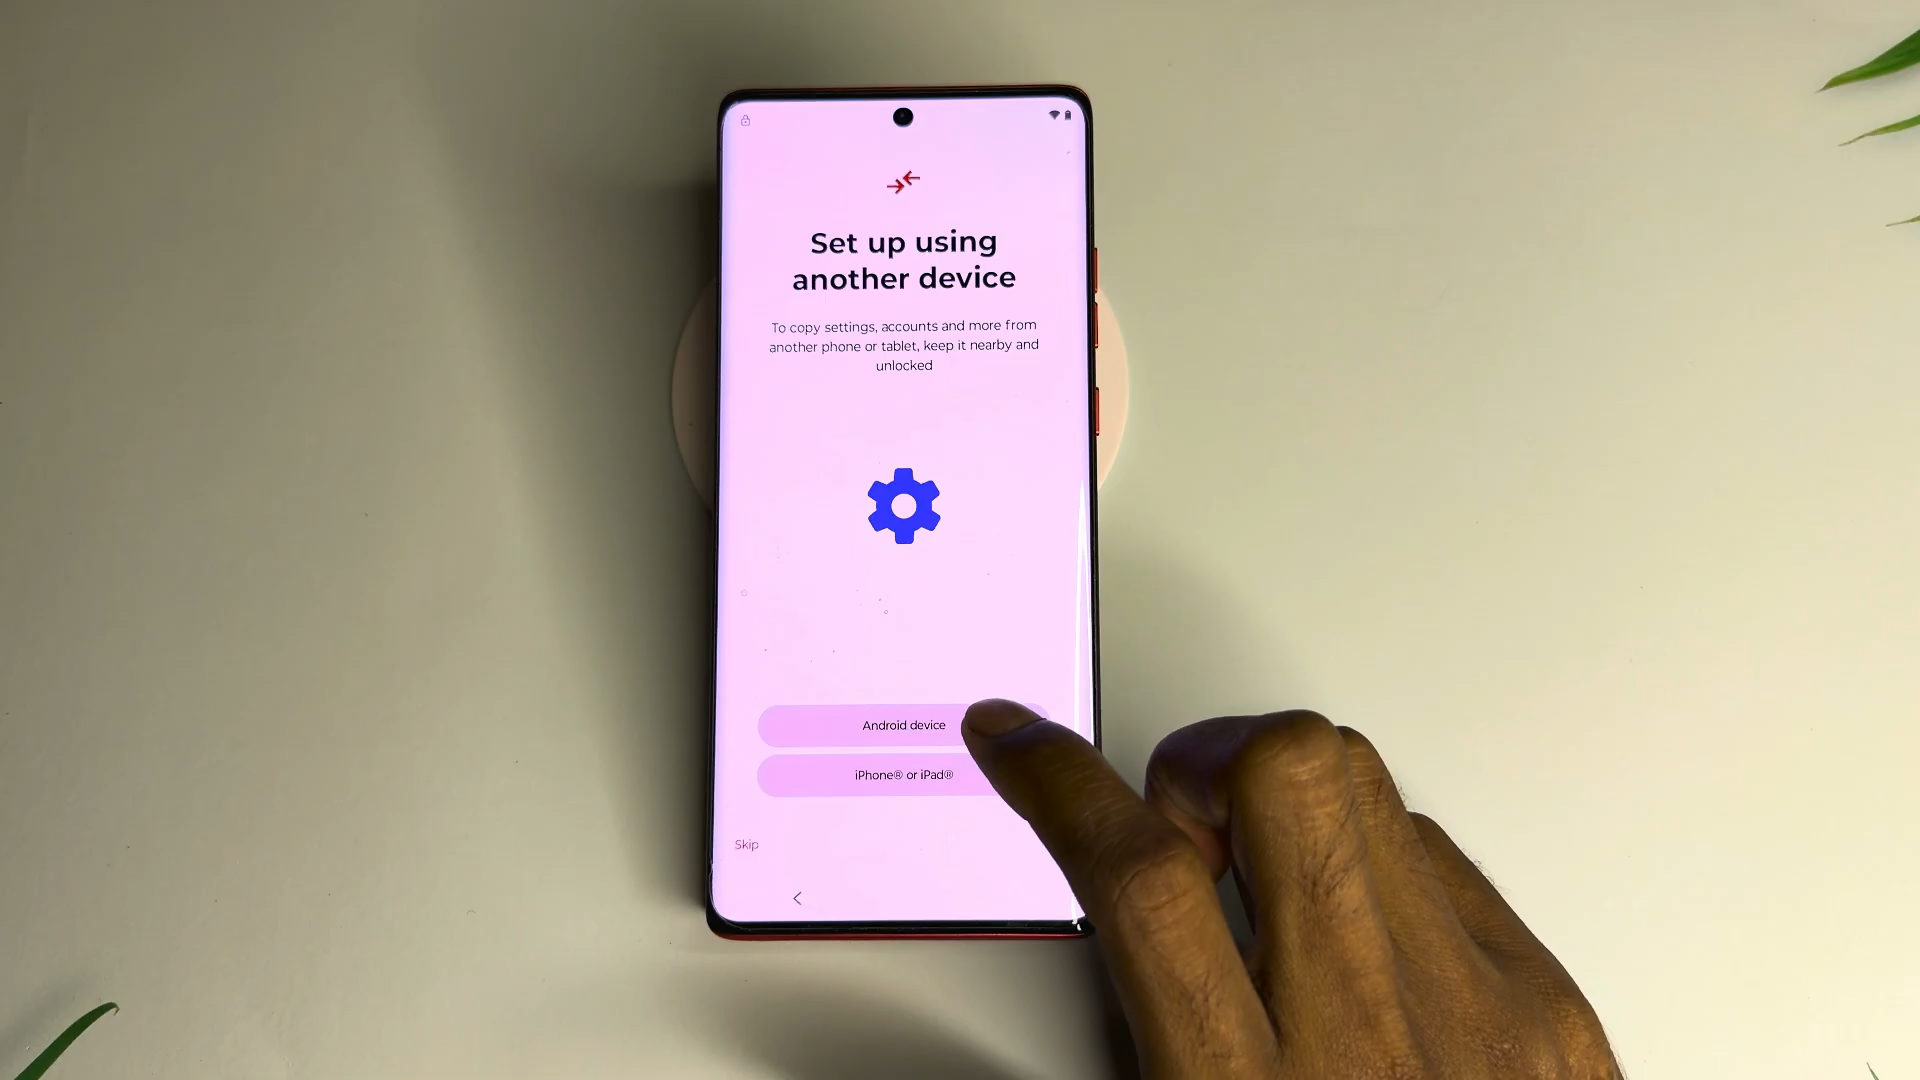 Set up using
another device
To copy settings, accounts and more from
another phone or tablet, keep it nearby and
unlocked
Android device
iPhone® or iPad®
Skip